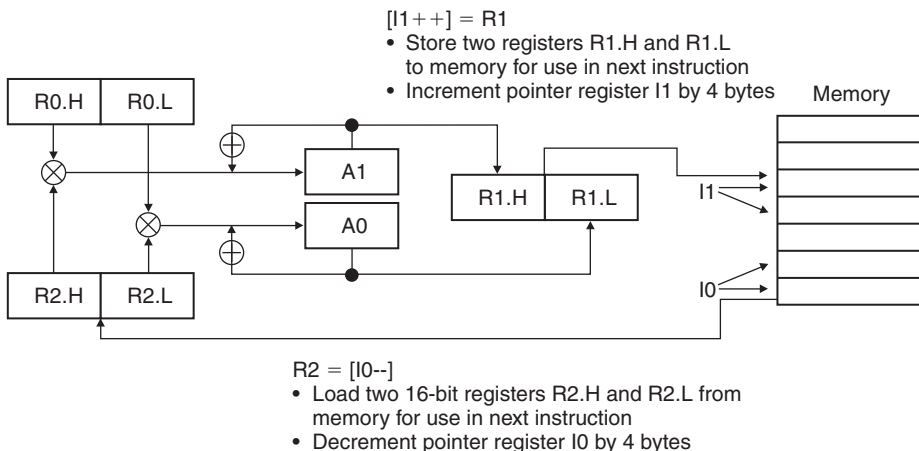 [I1++] = R1
• Store two registers R1.H and R1.L
to memory for use in next instruction
• Increment pointer register I1 by 4 bytes
Memory
R0.H R0.L
A1
R1.H R1.L
I1
A0
R2.H R2.L
I0
R2 = [I0--]
• Load two 16-bit registers R2.H and R2.L from
memory for use in next instruction
• Decrement pointer register I0 by 4 bytes